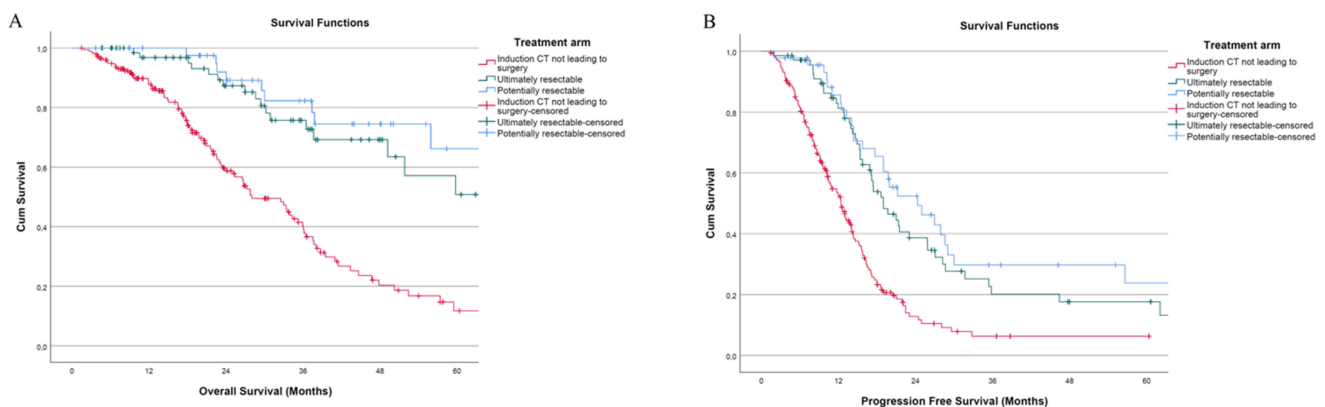 A
Survival Functions
Cum Survival
1,0
0,8
0,6
0,4
0,2
0,0
0 12 24 36 48 60
Overall Survival (Months)
Treatment arm
Induction CT not leading to
surgery
Ultimately resectable
Potentially resectable
Induction CT not leading to
surgery-censored
Ultimately resectable-censored
Potentially resectable-censored
B
Survival Functions
Cum Survival
1,0
0,8
0,6
0,4
0,2
0,0
0 12 24 36 48 60
Progression Free Survival (Months)
Treatment arm
Induction CT not leading to
surgery
Ultimately resectable
Potentially resectable
Induction CT not leading to
surgery-censored
Ultimately resectable-censored
Potentially resectable-censored